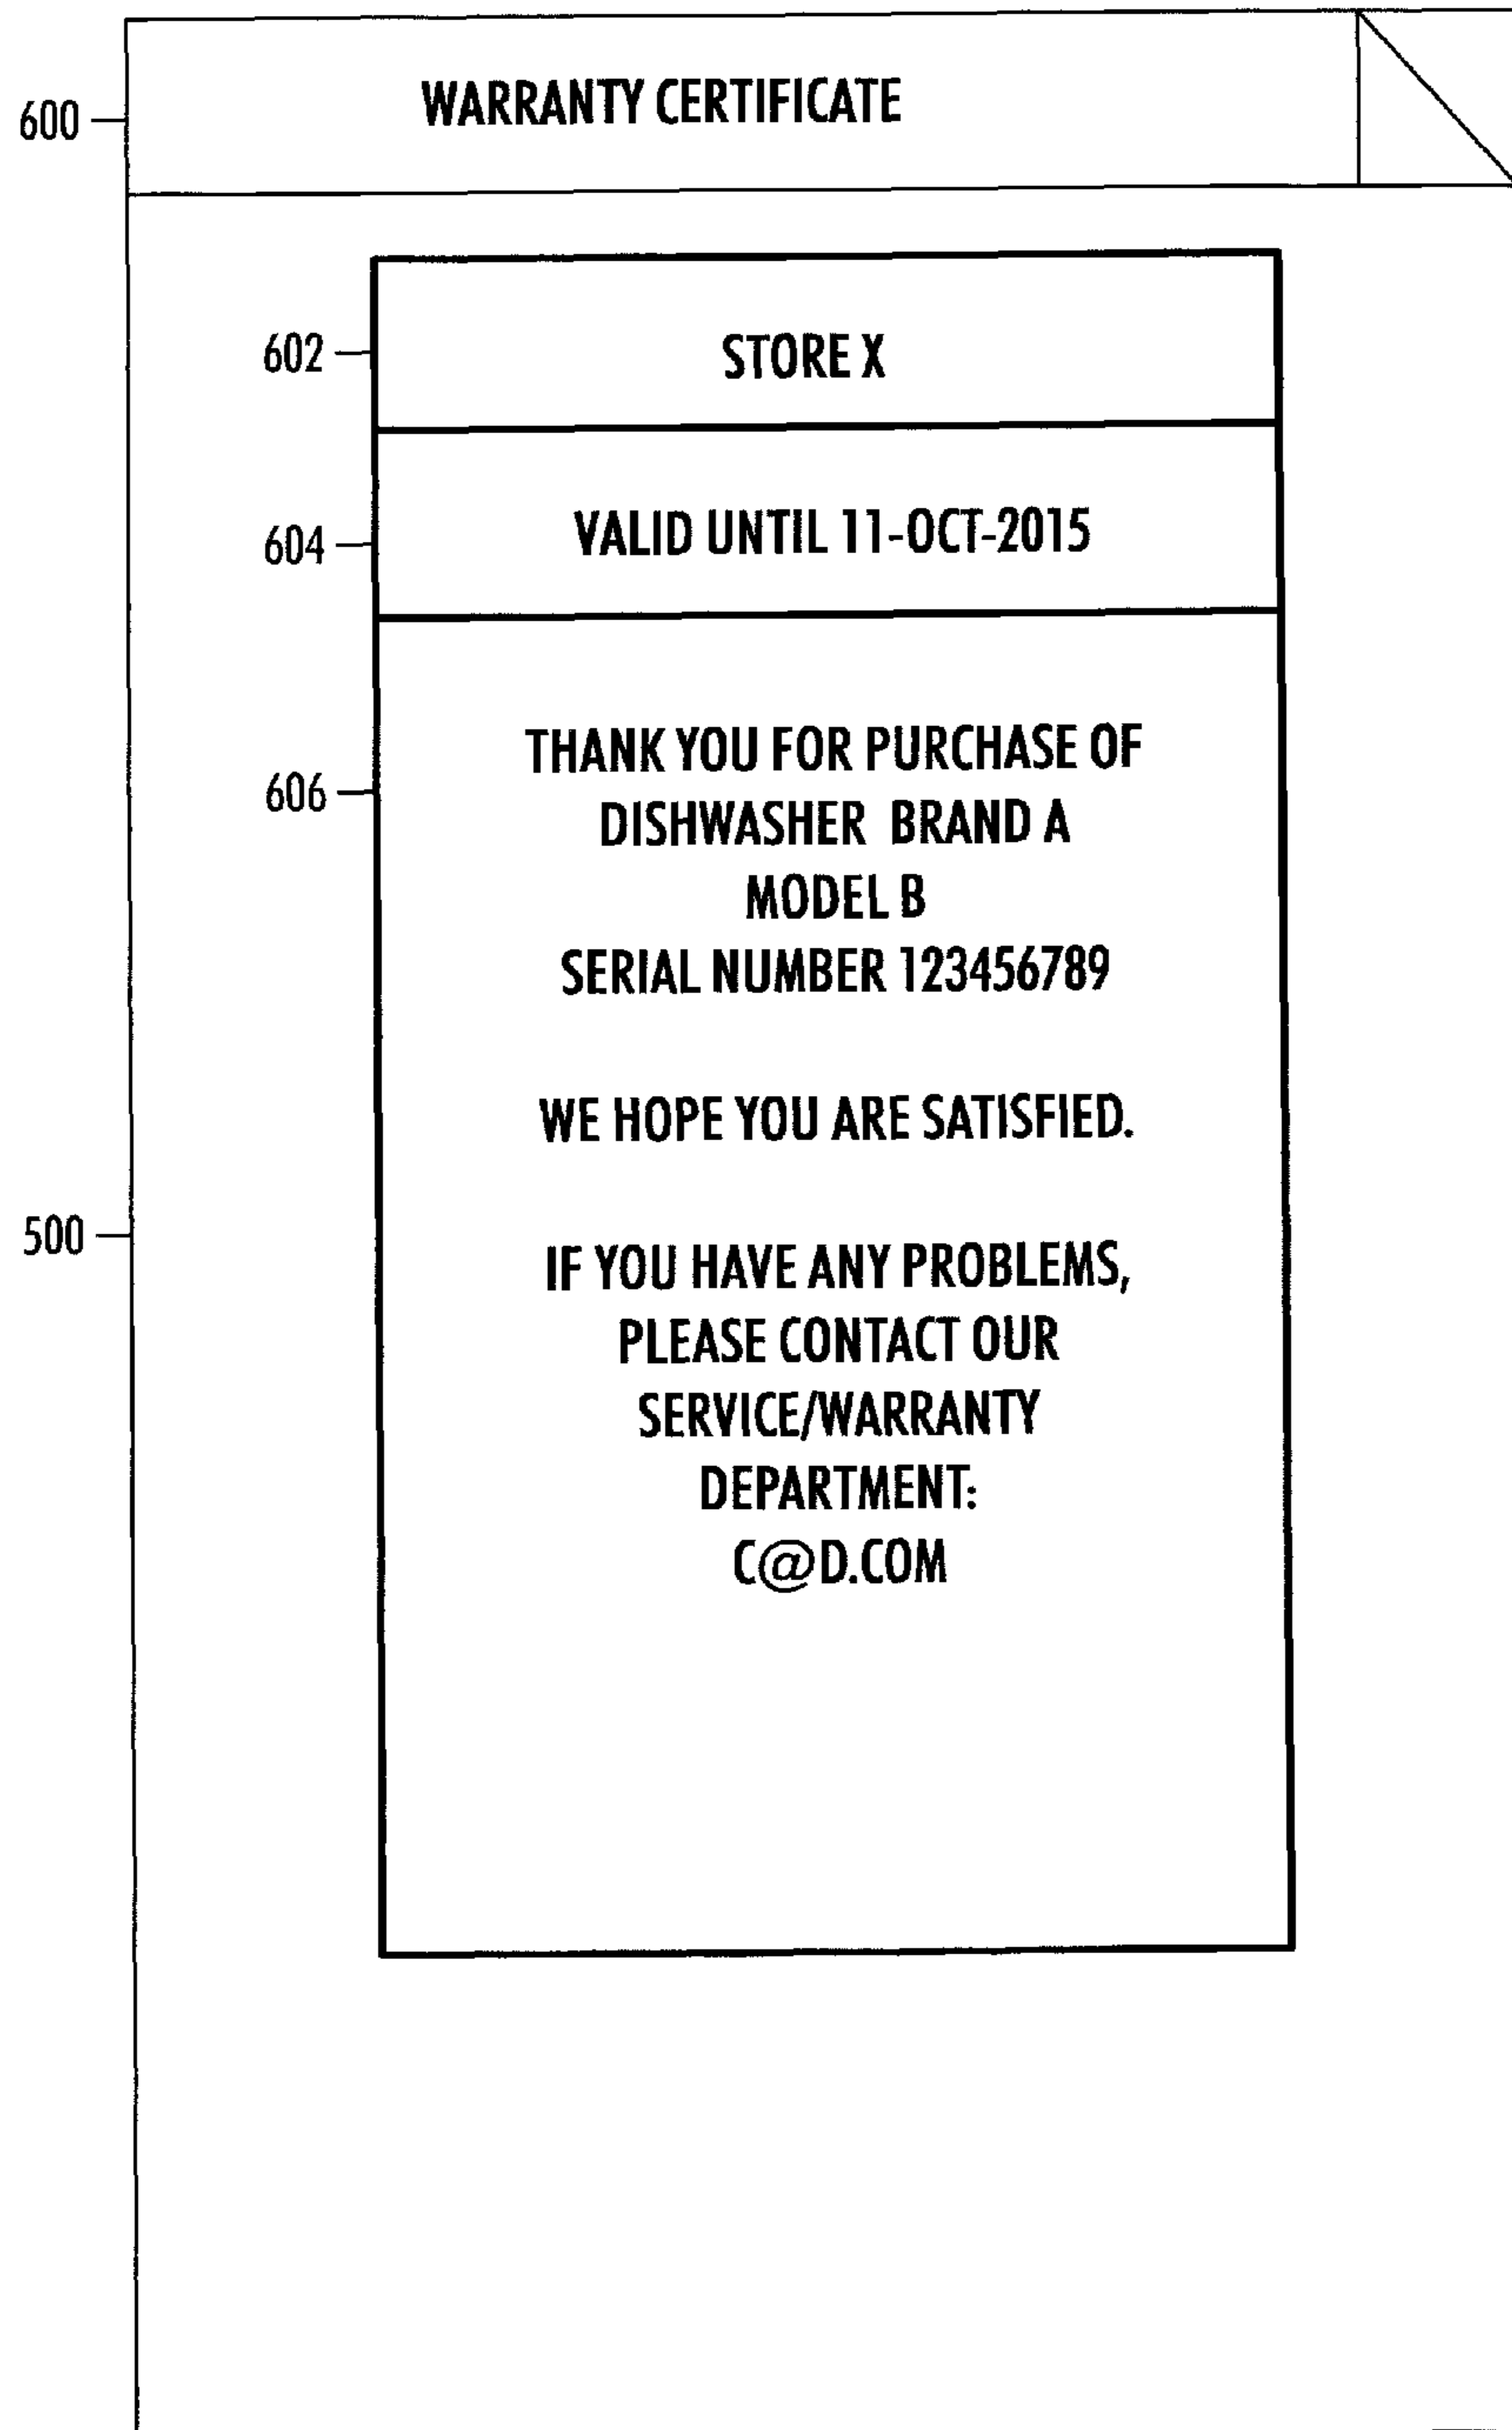 600
WARRANTY CERTIFICATE
602
STORE X
604
VALID UNTIL 11-OCT-2015
606
THANK YOU FOR PURCHASE OF
DISHWASHER BRAND A
MODEL B
SERIAL NUMBER 123456789
WE HOPE YOU ARE SATISFIED.
500
IF YOU HAVE ANY PROBLEMS,
PLEASE CONTACT OUR
SERVICE/WARRANTY
DEPARTMENT:
C@D.COM